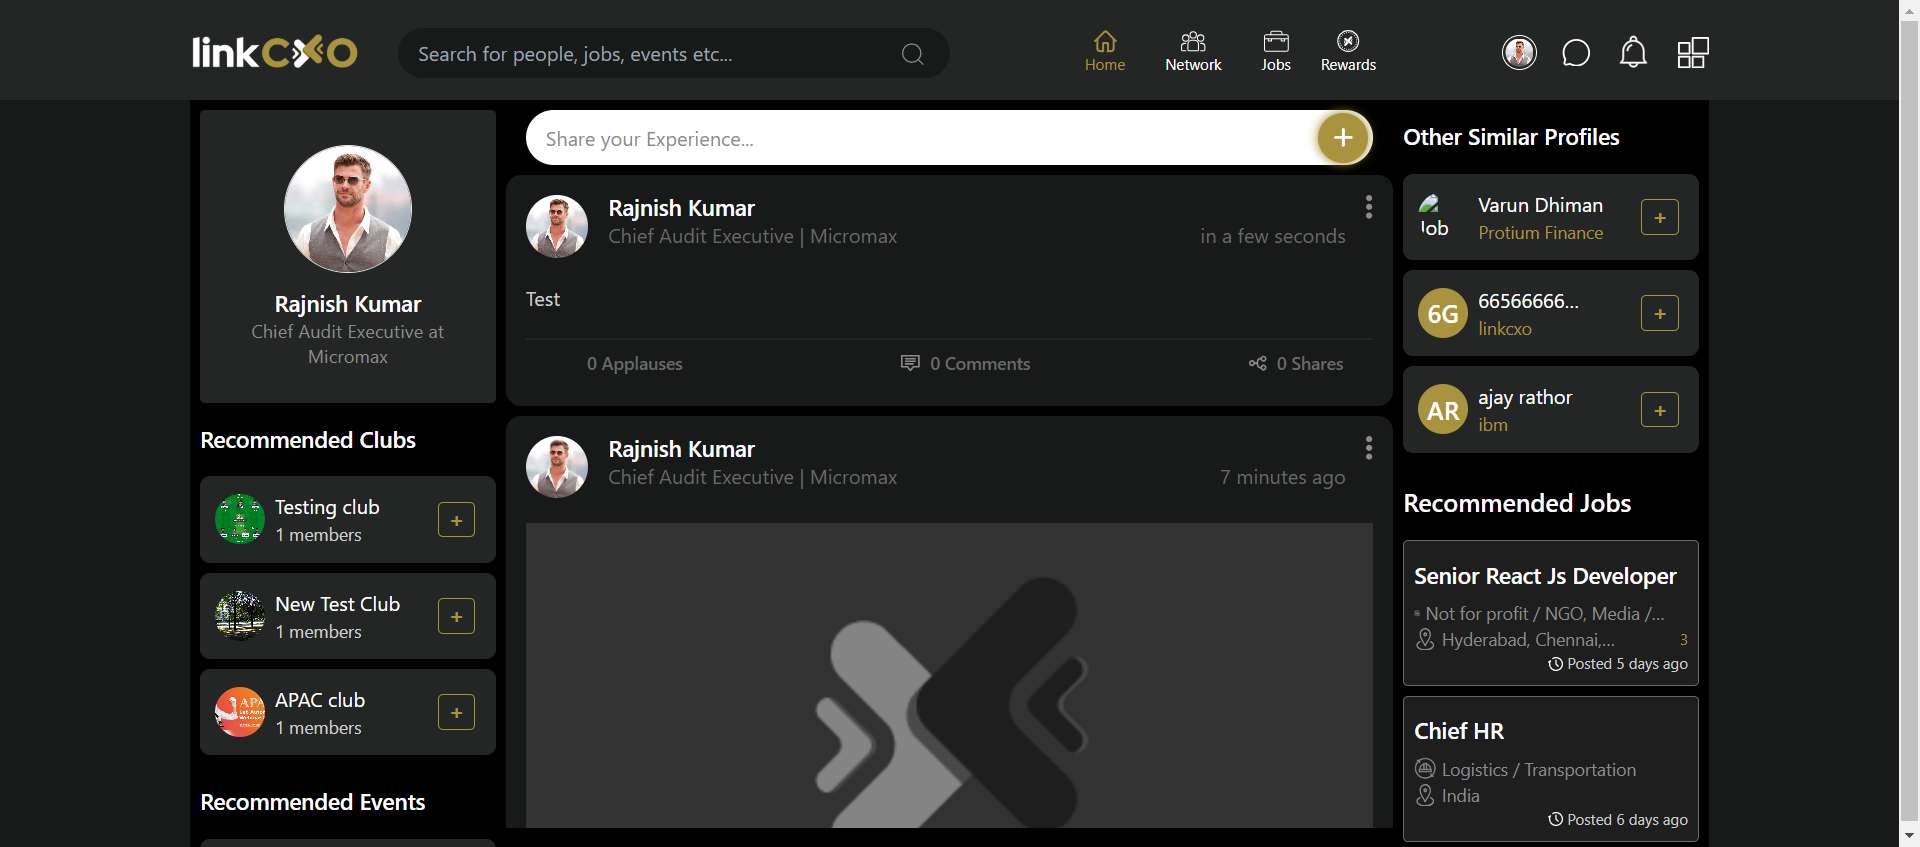 linkcxo
Search for people, jobs, events etc...
Home
Network
Jobs
Rewards
Rajnish Kumar
Chief Audit Executive at
Micromax
Recommended Clubs
Testing club
1 members
New Test Club
1 members
APAC club
1 members
Recommended Events
Share your Experience...
Rajnish Kumar
Chief Audit Executive | Micromax
in a few seconds
Test
0 Applauses
0 Comments
0 Shares
Rajnish Kumar
Chief Audit Executive | Micromax
7 minutes ago
Other Similar Profiles
Varun Dhiman
Protium Finance
6G
66566666...
linkcxo
AR
ajay rathor
ibm
Recommended Jobs
Senior React Js Developer
Not for profit / NGO, Media /...
Hyderabad, Chennai,...
3
Posted 5 days ago
Chief HR
Logistics / Transportation
India
Posted 6 days ago